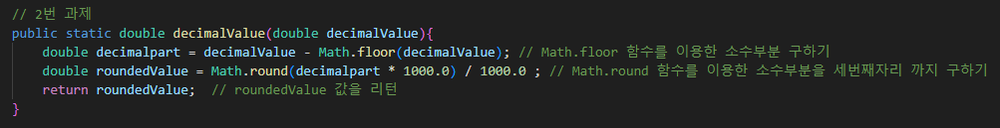 // 2번 과제
public static double decimalValue(double decimalValue){
    double decimalpart = decimalValue - Math.floor(decimalValue); // Math.floor 함수를 이용한 소수부분 구하기
    double roundedValue = Math.round(decimalpart * 1000.0) / 1000.0 ; // Math.round 함수를 이용한 소수부분을 세번째자리 까지 구하기
    return roundedValue;  // roundedValue 값을 리턴
}